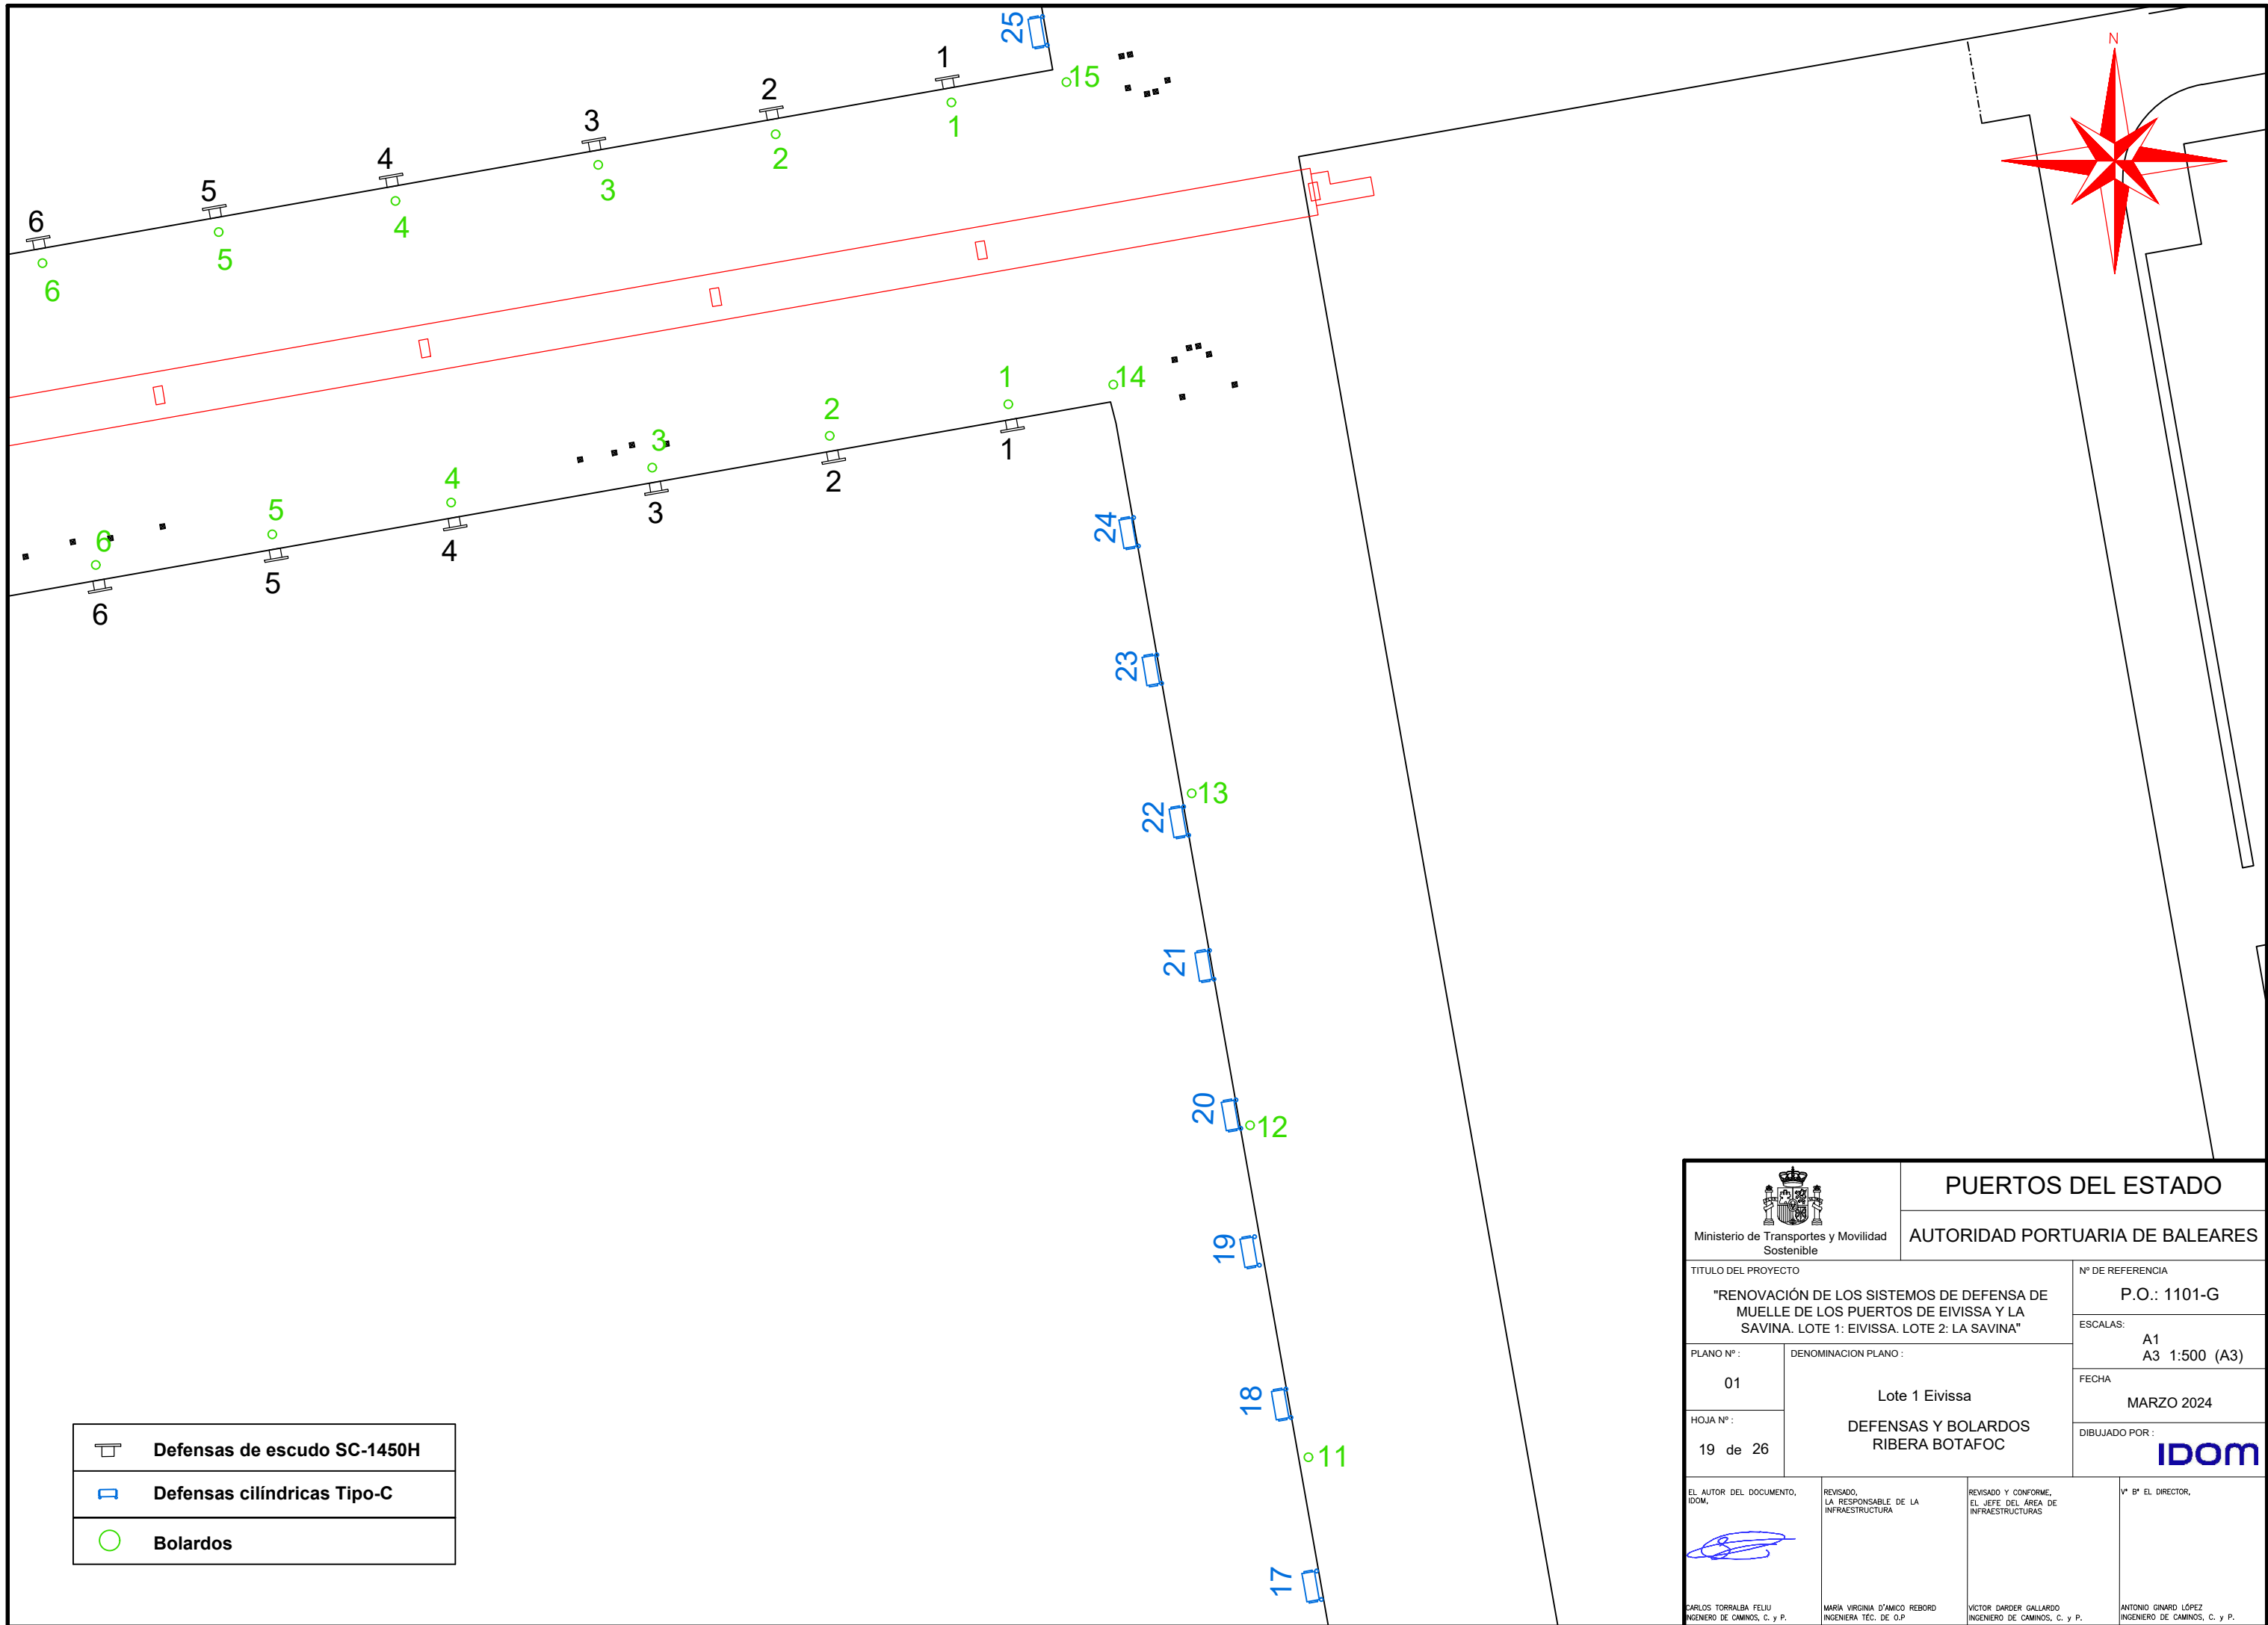 25
15
1
1
2
2
3
3
4
4
5
5
6
6
N
14
1
1
2
2
3
3
4
4
5
5
6
6
24
23
13
22
21
20
12
19
18
11
17
Defensas de escudo SC-1450H
Defensas cilíndricas Tipo-C
Bolardos
Ministerio de Transportes y Movilidad
Sostenible
PUERTOS DEL ESTADO
AUTORIDAD PORTUARIA DE BALEARES
TITULO DEL PROYECTO
"RENOVACIÓN DE LOS SISTEMOS DE DEFENSA DE
MUELLE DE LOS PUERTOS DE EIVISSA Y LA
SAVINA. LOTE 1: EIVISSA. LOTE 2: LA SAVINA"
Nº DE REFERENCIA
P.O.: 1101-G
ESCALAS:
A1
A3 1:500 (A3)
PLANO Nº :
01
DENOMINACION PLANO :
Lote 1 Eivissa
DEFENSAS Y BOLARDOS
RIBERA BOTAFOC
FECHA
MARZO 2024
HOJA Nº :
19 de 26
DIBUJADO POR :
IDOM
EL AUTOR DEL DOCUMENTO,
IDOM,
CARLOS TORRALBA FELIU
INGENIERO DE CAMINOS, C. y P.
REVISADO,
LA RESPONSABLE DE LA
INFRAESTRUCTURA
MARÍA VIRGINIA D'AMICO REBORD
INGENIERA TÉC. DE O.P
REVISADO Y CONFORME,
EL JEFE DEL ÁREA DE
INFRAESTRUCTURAS
VÍCTOR DARDER GALLARDO
INGENIERO DE CAMINOS, C. y P.
Vº Bº EL DIRECTOR,
ANTONIO GINARD LÓPEZ
INGENIERO DE CAMINOS, C. y P.